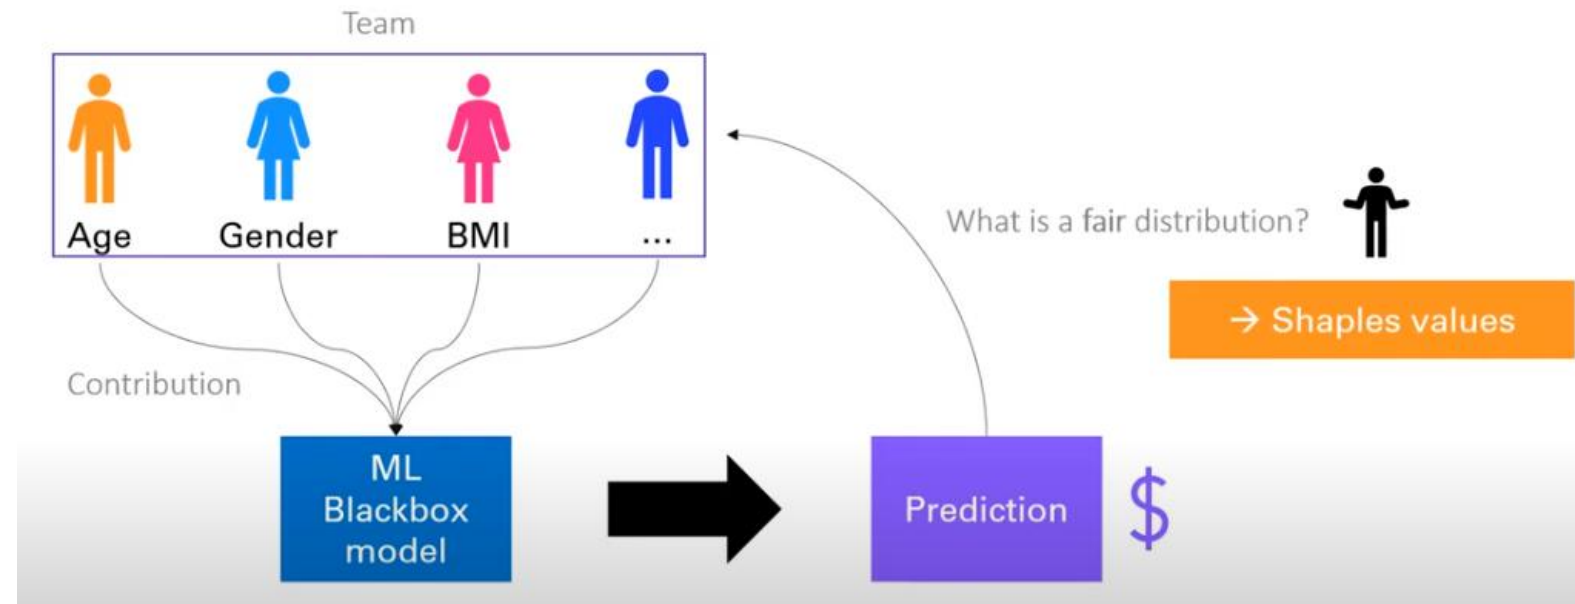 Team
Age Gender BMI ...
What is a fair distribution?
→ Shaples values
Contribution
ML
Blackbox
model
Prediction
$